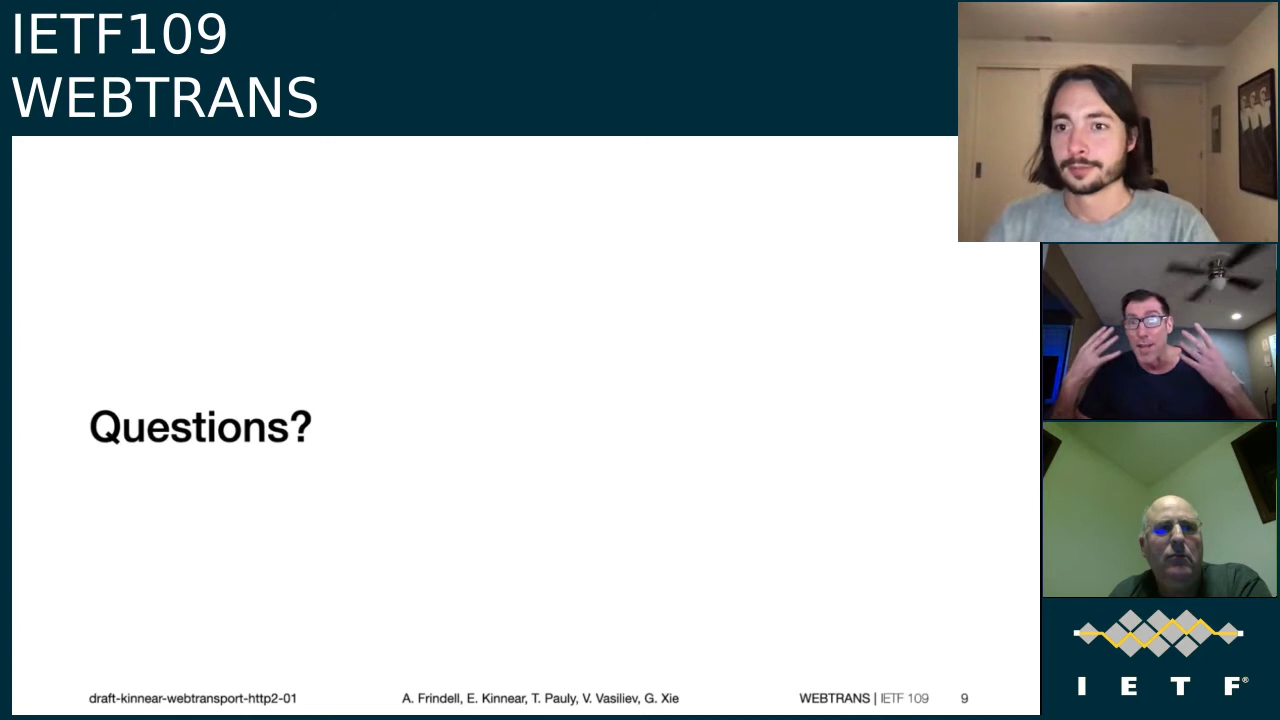 IETF109
WEBTRANS
Questions?
draft-kinnear-webtransport-http2-01
A. Frindell, E. Kinnear, T. Pauly, V. Vasiliev, G. Xie
WEBTRANS | IETF 109
9
I E T F®